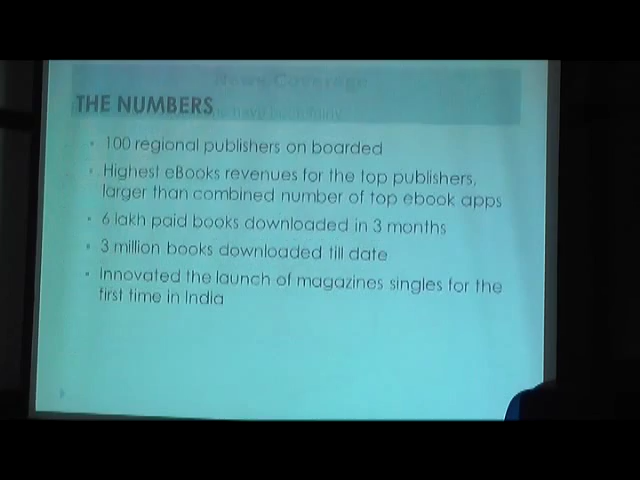 News Coverage
THE NUMBERS
100 regional publishers on boarded
Highest eBooks revenues for the top publishers,
larger than combined number of top ebook apps
6 lakh paid books downloaded in 3 months
3 million books downloaded till date
Innovated the launch of magazines singles for the
first time in India